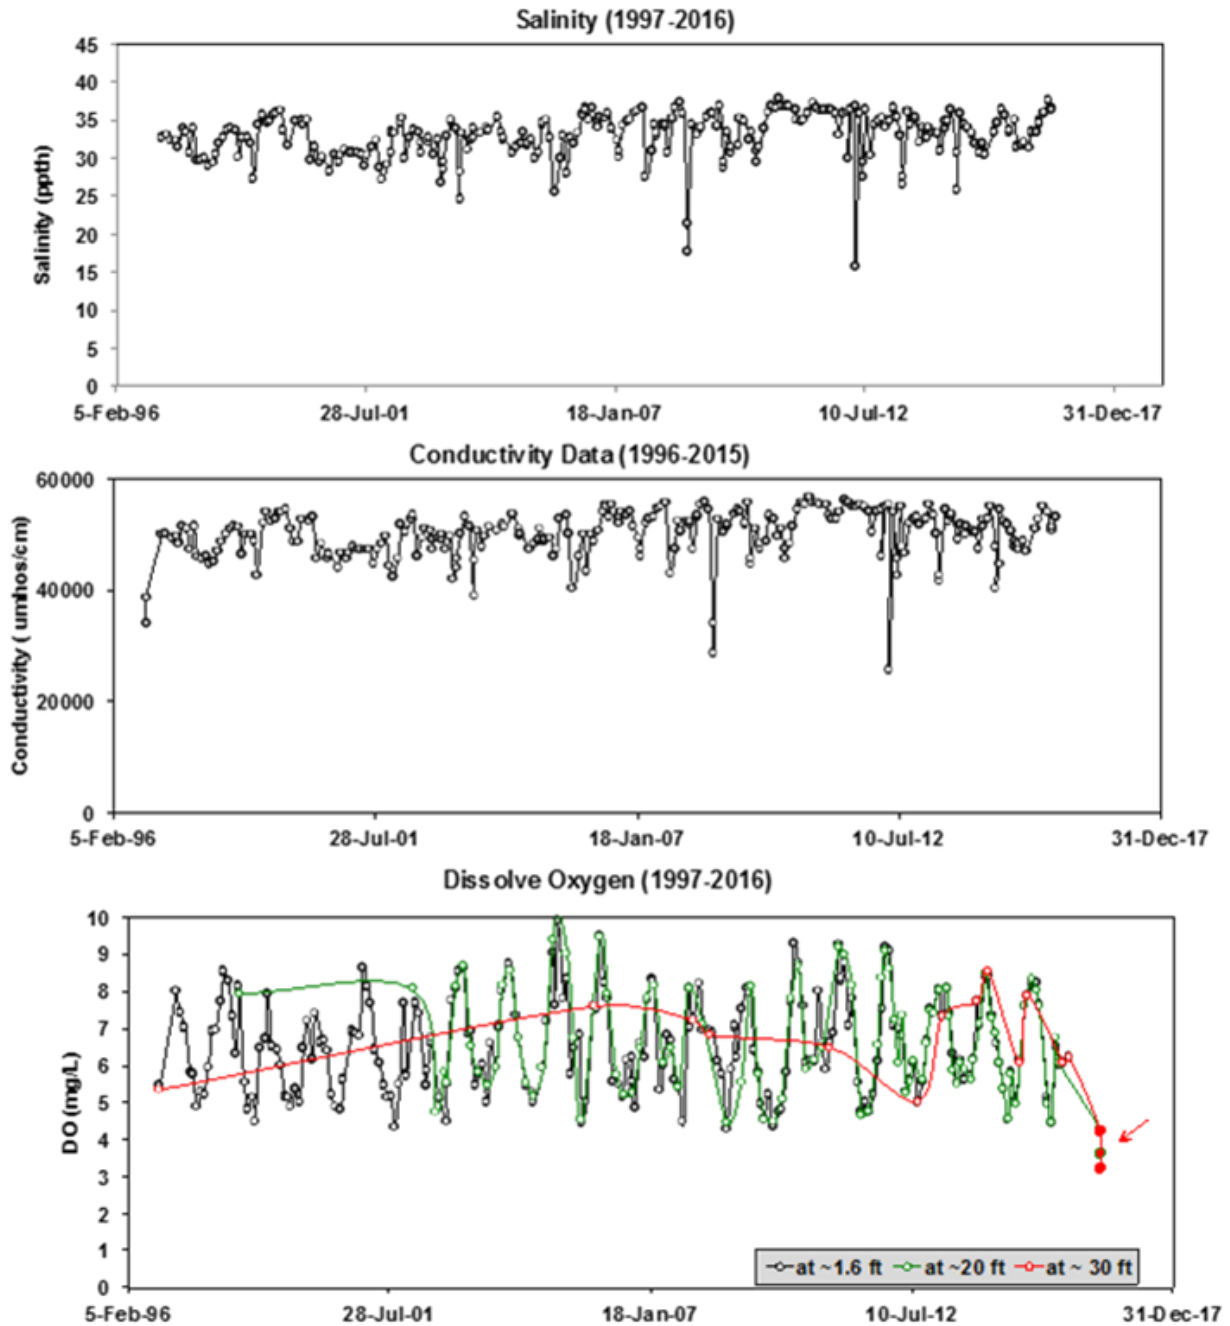 Salinity (1997-2016)
Salinity (ppth)
45
40
35
30
25
20
15
10
5
0
5-Feb-96 28-Jul-01 18-Jan-07 10-Jul-12 31-Dec-17
Conductivity Data (1996-2015)
Conductivity ( umhos/cm)
60000
40000
20000
0
5-Feb-96 28-Jul-01 18-Jan-07 10-Jul-12 31-Dec-17
Dissolve Oxygen (1997-2016)
DO (mg/L)
10
9
8
7
6
5
4
3
2
1
0
at ~1.6 ft at ~20 ft at ~ 30 ft
5-Feb-96 28-Jul-01 18-Jan-07 10-Jul-12 31-Dec-17